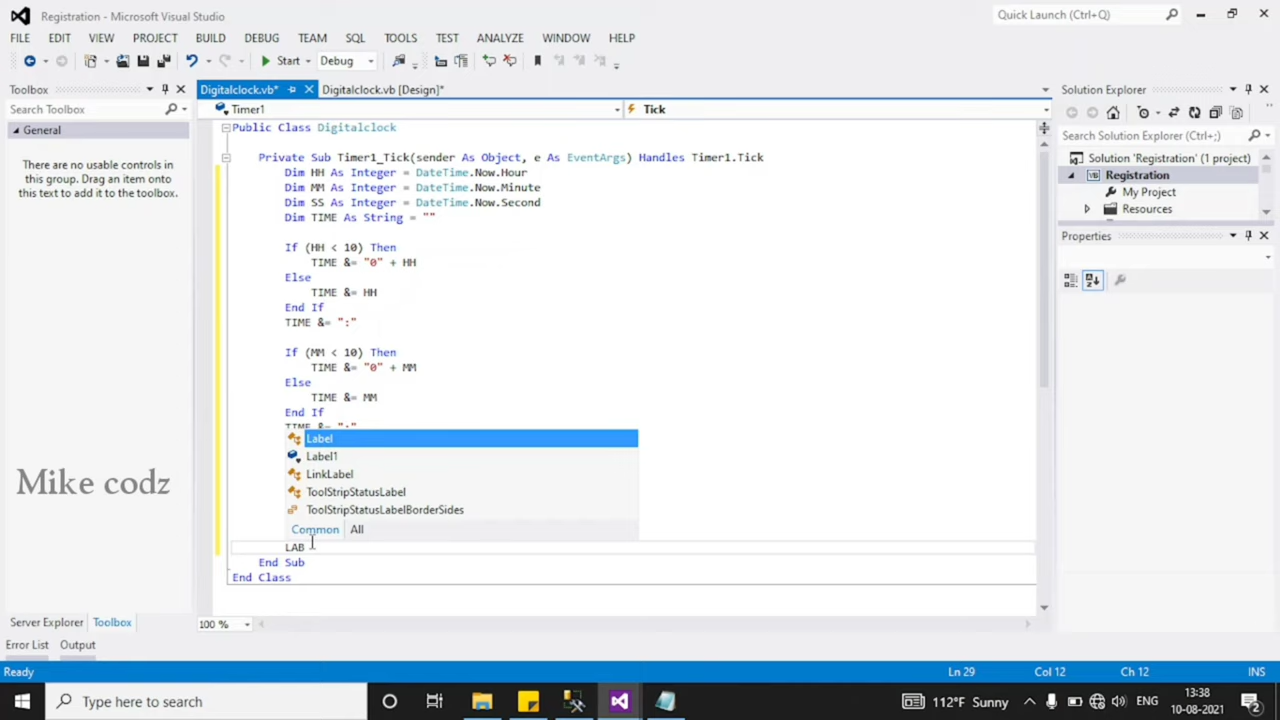 Registration - Microsoft Visual Studio
Quick Launch (Ctrl+Q)
FILE EDIT VIEW PROJECT BUILD DEBUG TEAM SQL TOOLS TEST ANALYZE WINDOW HELP
Start Debug
Toolbox
Digitalclock.vb* Digitalclock.vb [Design]*
Solution Explorer
Search Toolbox
Timer1 Tick
General
Public Class Digitalclock
Search Solution Explorer (Ctrl+;)
There are no usable controls in
this group. Drag an item onto
this text to add it to the toolbox.
Private Sub Timer1_Tick(sender As Object, e As EventArgs) Handles Timer1.Tick
Dim HH As Integer = DateTime.Now.Hour
Dim MM As Integer = DateTime.Now.Minute
Dim SS As Integer = DateTime.Now.Second
Dim TIME As String = ""
Solution 'Registration' (1 project)
Registration
My Project
Resources
Properties
If (HH < 10) Then
TIME &= "0" + HH
Else
TIME &= HH
End If
TIME &= ":"
If (MM < 10) Then
TIME &= "0" + MM
Else
TIME &= MM
End If
TIME &= ":"
Label
Label1
LinkLabel
ToolStripStatusLabel
ToolStripStatusLabelBorderSides
Common All
LAB
End Sub
End Class
Mike codz
Server Explorer Toolbox
100 %
Error List Output
Ready Ln 29 Col 12 Ch 12 INS
Type here to search
112°F Sunny
ENG
13:38
10-08-2021
2